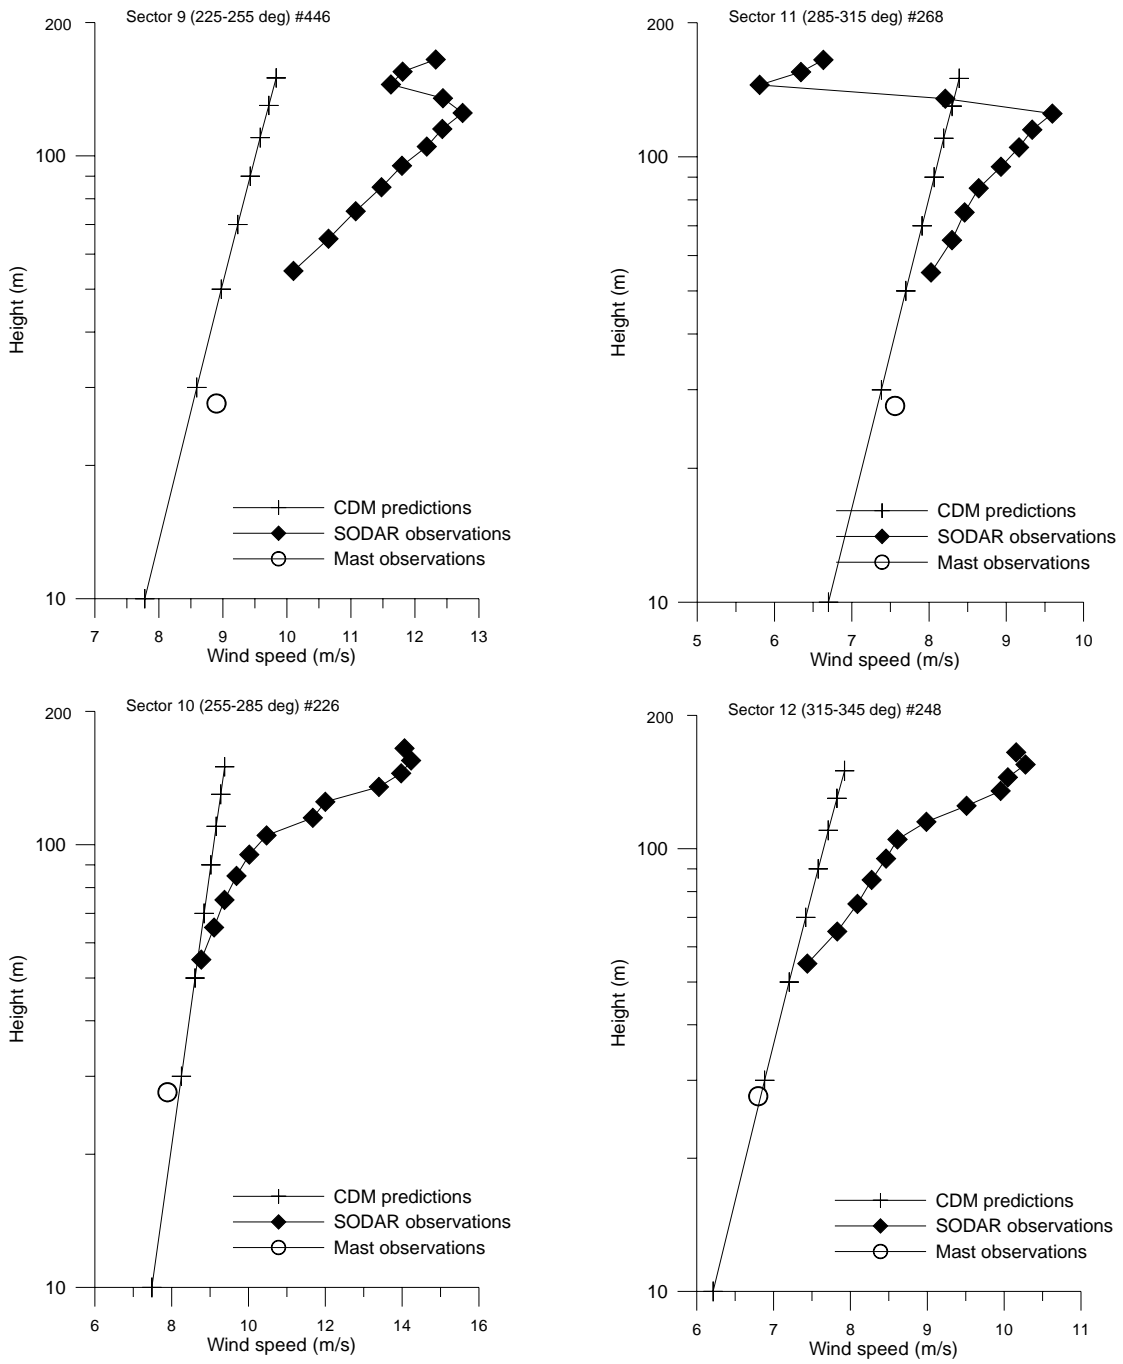 Sector 9 (225-255 deg) #446
200
100
10
Height (m)
CDM predictions
SODAR observations
Mast observations
7 8 9 10 11 12 13
Wind speed (m/s)
Sector 11 (285-315 deg) #268
200
100
10
Height (m)
CDM predictions
SODAR observations
Mast observations
5 6 7 8 9 10
Wind speed (m/s)
Sector 10 (255-285 deg) #226
200
100
10
Height (m)
CDM predictions
SODAR observations
Mast observations
6 8 10 12 14 16
Wind speed (m/s)
Sector 12 (315-345 deg) #248
200
100
10
Height (m)
CDM predictions
SODAR observations
Mast observations
6 7 8 9 10 11
Wind speed (m/s)